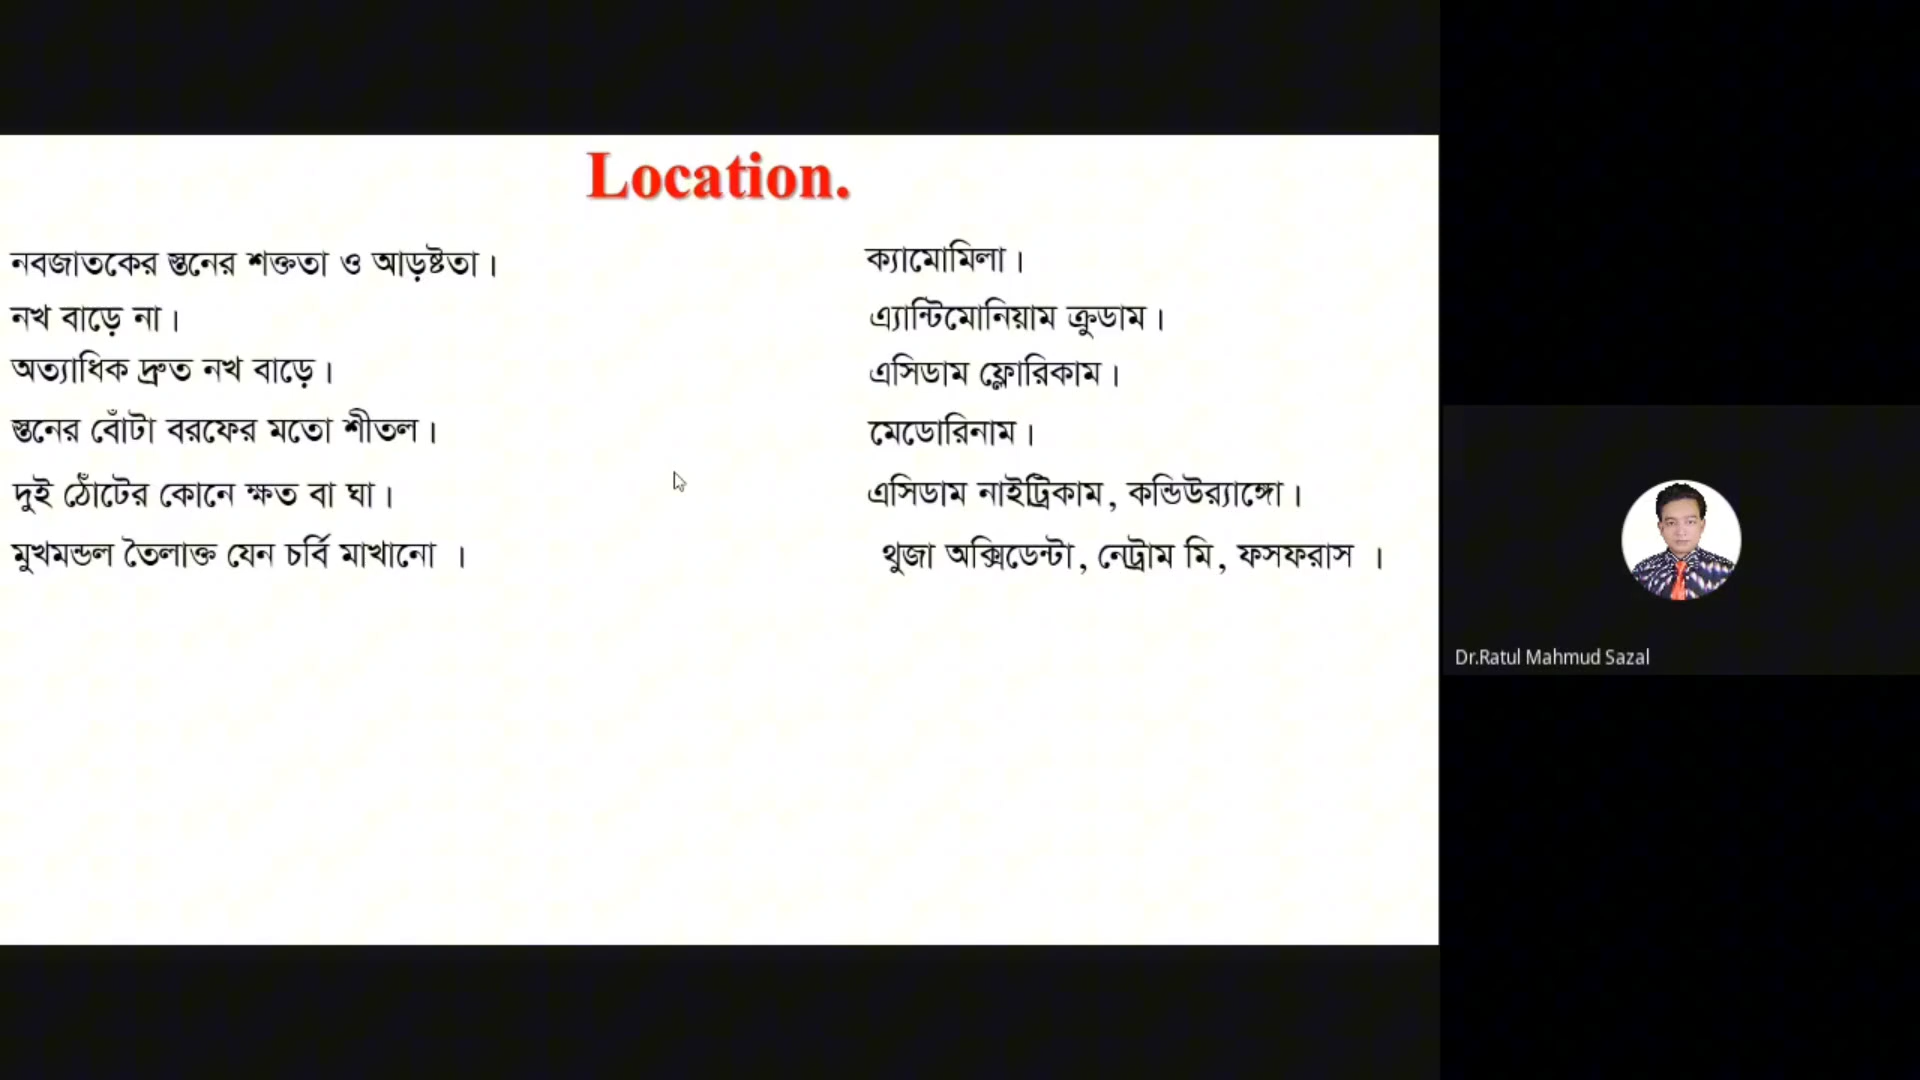 Location.
নবজাতকের স্তনের শক্ততা ও আড়ষ্টতা। ক্যামোমিলা।
নখ বাড়ে না। এ্যান্টিমোনিয়াম ক্রুডাম।
অত্যাধিক দ্রুত নখ বাড়ে। এসিডাম ফ্লোরিকাম।
স্তনের বোঁটা বরফের মতো শীতল। মেডোরিনাম।
দুই ঠোঁটের কোনে ক্ষত বা ঘা। এসিডাম নাইট্রিকাম, কন্ডিউর‍্যাঙ্গো।
মুখমন্ডল তৈলাক্ত যেন চর্বি মাখানো । থুজা অক্সিডেন্টা, নেট্রাম মি, ফসফরাস ।
Dr.Ratul Mahmud Sazal